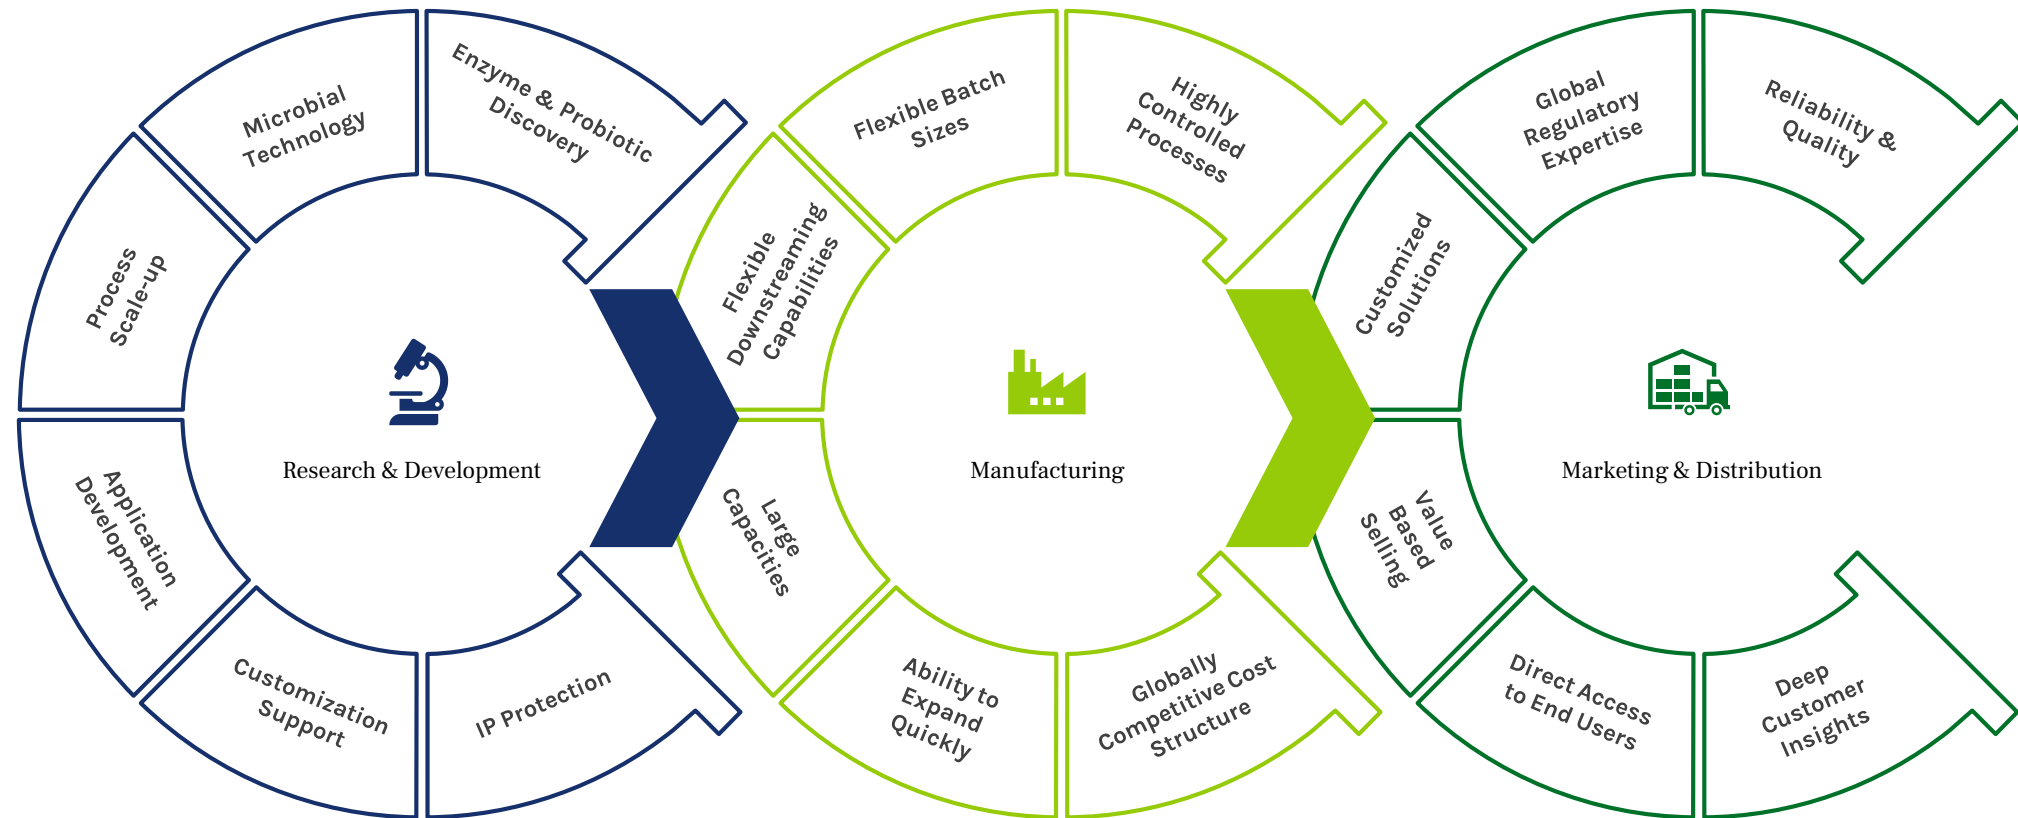 Microbial
Technology
Enzyme & Probiotic
Discovery
Process
Scale-up
Application
Development
Customization
Support
IP Protection
Research & Development
Flexible Batch
Sizes
Highly
Controlled
Processes
Flexible
Downstreaming
Capabilities
Large
Capacities
Ability to
Expand
Quickly
Globally
Competitive Cost
Structure
Manufacturing
Global
Regulatory
Expertise
Reliability &
Quality
Customized
Solutions
Value
Based
Selling
Direct Access
to End Users
Deep
Customer
Insights
Marketing & Distribution